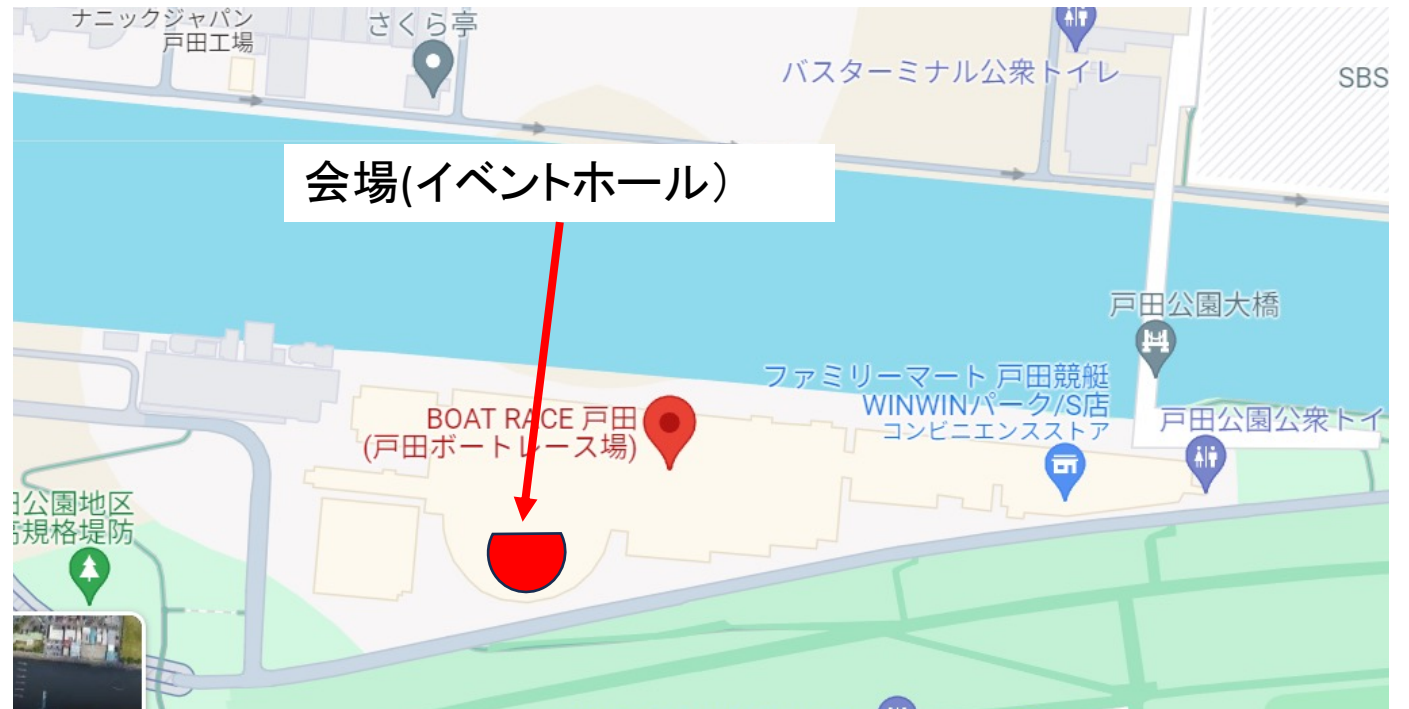 ナニックジャパン
戸田工場
さくら亭
バスターミナル公衆トイレ
SBS
会場(イベントホール）
戸田公園大橋
ファミリーマート 戸田競艇
WINWINパーク/S店
コンビニエンスストア
BOAT RACE 戸田
(戸田ボートレース場)
戸田公園公衆トイ
公園地区
規格堤防